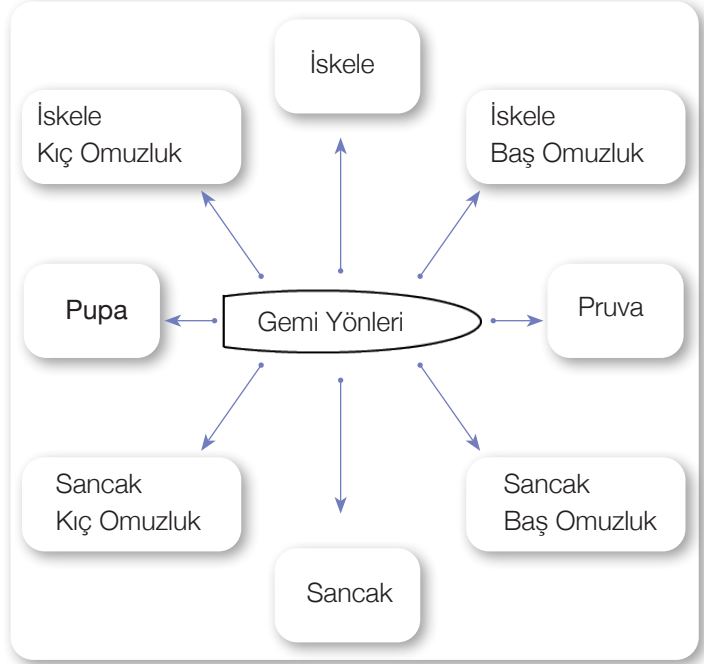 İskele
İskele
Kıç Omuzluk
İskele
Baş Omuzluk
Pupa
Gemi Yönleri
Pruva
Sancak
Kıç Omuzluk
Sancak
Baş Omuzluk
Sancak